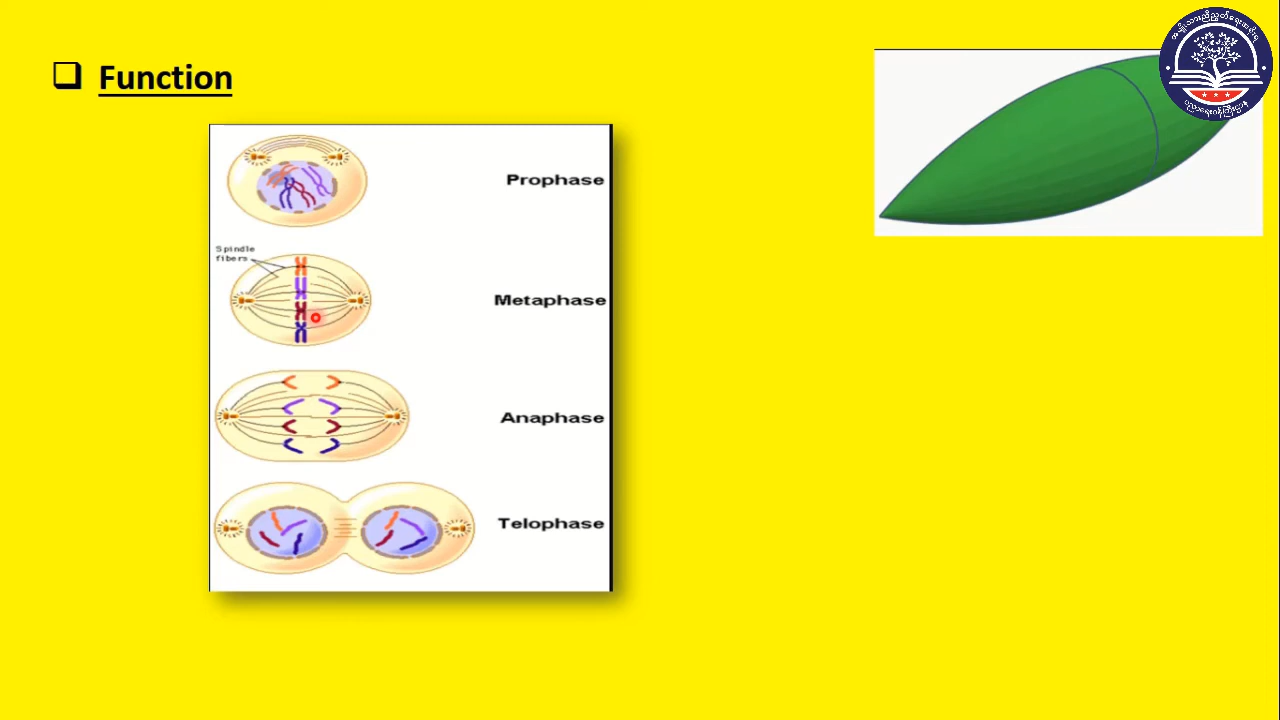 Function
Prophase
Spindle
fibers
Metaphase
Anaphase
Telophase